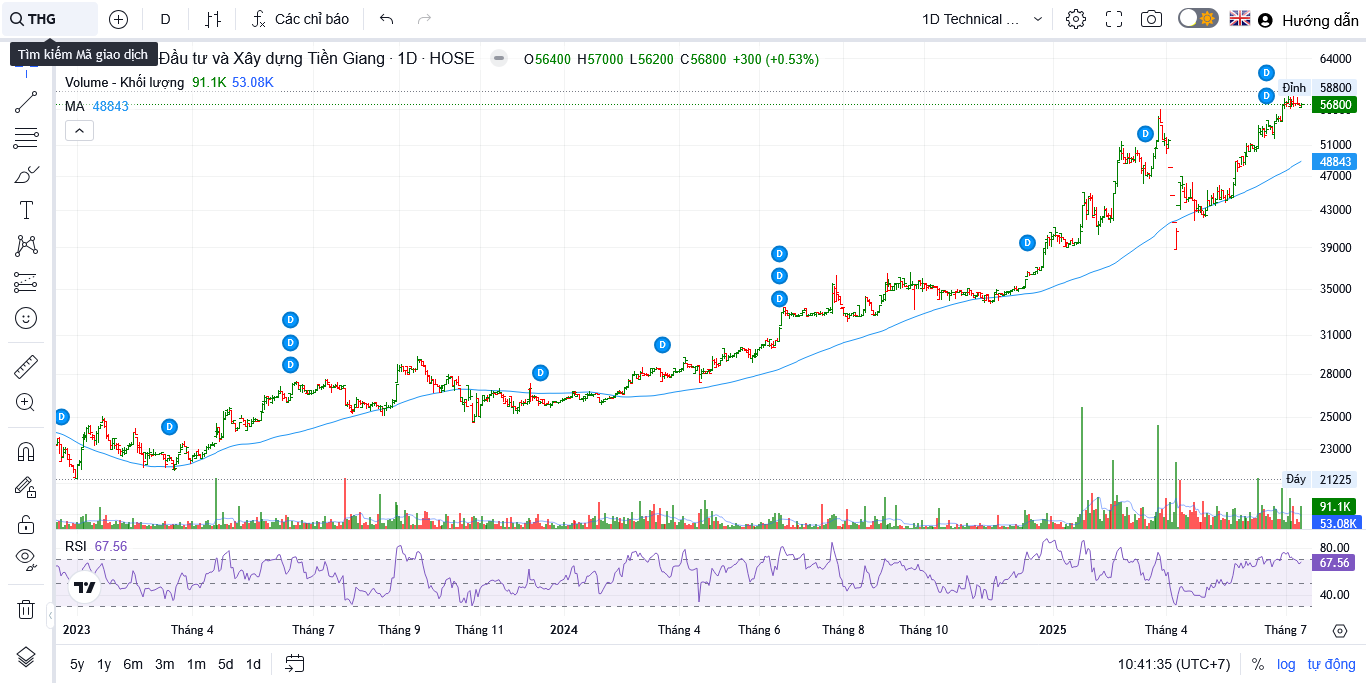 THG
D
Các chỉ báo
1D Technical ...
Hướng dẫn
Tìm kiếm Mã giao dịch
Đầu tư và Xây dựng Tiền Giang · 1D · HOSE
O56400 H57000 L56200 C56800 +300 (+0.53%)
Volume - Khối lượng 91.1K 53.08K
MA 48843
64000
Đỉnh 58800
56800
51000
48843
47000
43000
39000
35000
31000
28000
25000
23000
Đáy 21225
91.1K
53.08K
D
D
D
D
D
D
D
D
D
D
D
D
D
D
RSI 67.56
80.00
67.56
40.00
2023 Tháng 4 Tháng 7 Tháng 9 Tháng 11 2024 Tháng 4 Tháng 6 Tháng 8 Tháng 10 2025 Tháng 4 Tháng 7
5y 1y 6m 3m 1m 5d 1d
10:41:35 (UTC+7) % log tự động